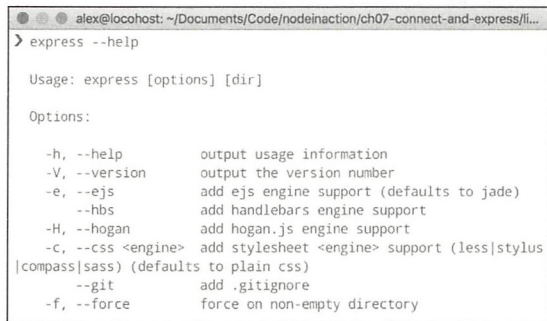 alex@locohost: ~/Documents/Code/nodeinaction/ch07-connect-and-express/li...
❯ express --help
Usage: express [options] [dir]
Options:
-h, --help output usage information
-V, --version output the version number
-e, --ejs add ejs engine support (defaults to jade)
--hbs add handlebars engine support
-H, --hogan add hogan.js engine support
-c, --css <engine> add stylesheet <engine> support (less|stylus
|compass|sass) (defaults to plain css)
--git add .gitignore
-f, --force force on non-empty directory